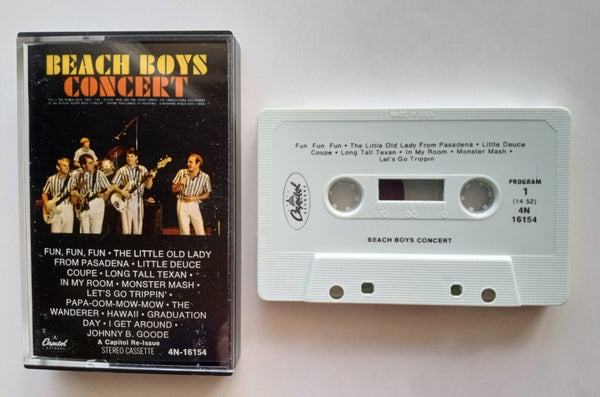 BEACH BOYS
CONCERT
FUN, FUN, FUN • THE LITTLE OLD LADY
FROM PASADENA • LITTLE DEUCE
COUPE • LONG TALL TEXAN •
IN MY ROOM • MONSTER MASH •
LET'S GO TRIPPIN' •
PAPA-OOM-MOW-MOW • THE
WANDERER • HAWAII • GRADUATION
DAY • I GET AROUND •
JOHNNY B. GOODE
A Capitol Re-Issue
Capitol
STEREO CASSETTE 4N-16154
MADE IN U.S.A.
Fun Fun Fun • The Little Old Lady From Pasadena • Little Deuce
Coupe • Long Tall Texan • In My Room • Monster Mash •
Let's Go Trippin
Capitol
PROGRAM
1
(14 52)
4N
16154
100 50 0
BEACH BOYS CONCERT